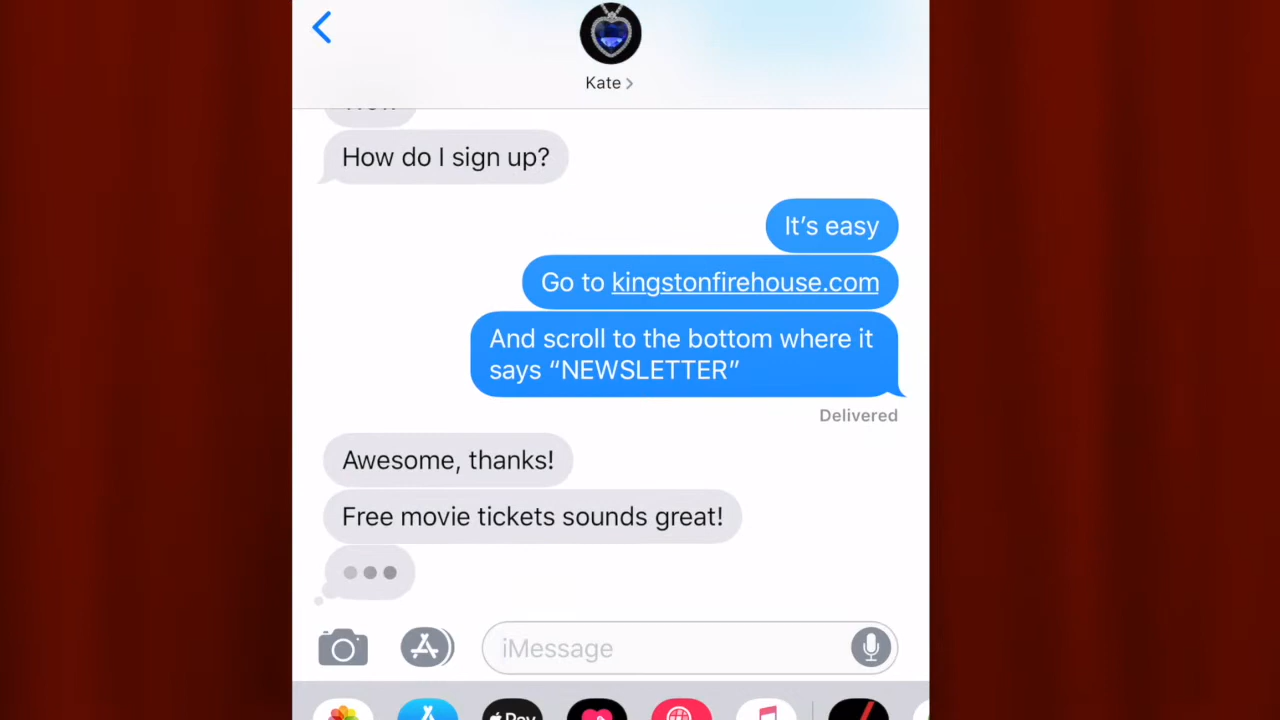 Kate
How do I sign up?
It’s easy
Go to kingstonfirehouse.com
And scroll to the bottom where it
says “NEWSLETTER”
Delivered
Awesome, thanks!
Free movie tickets sounds great!
iMessage
Pay